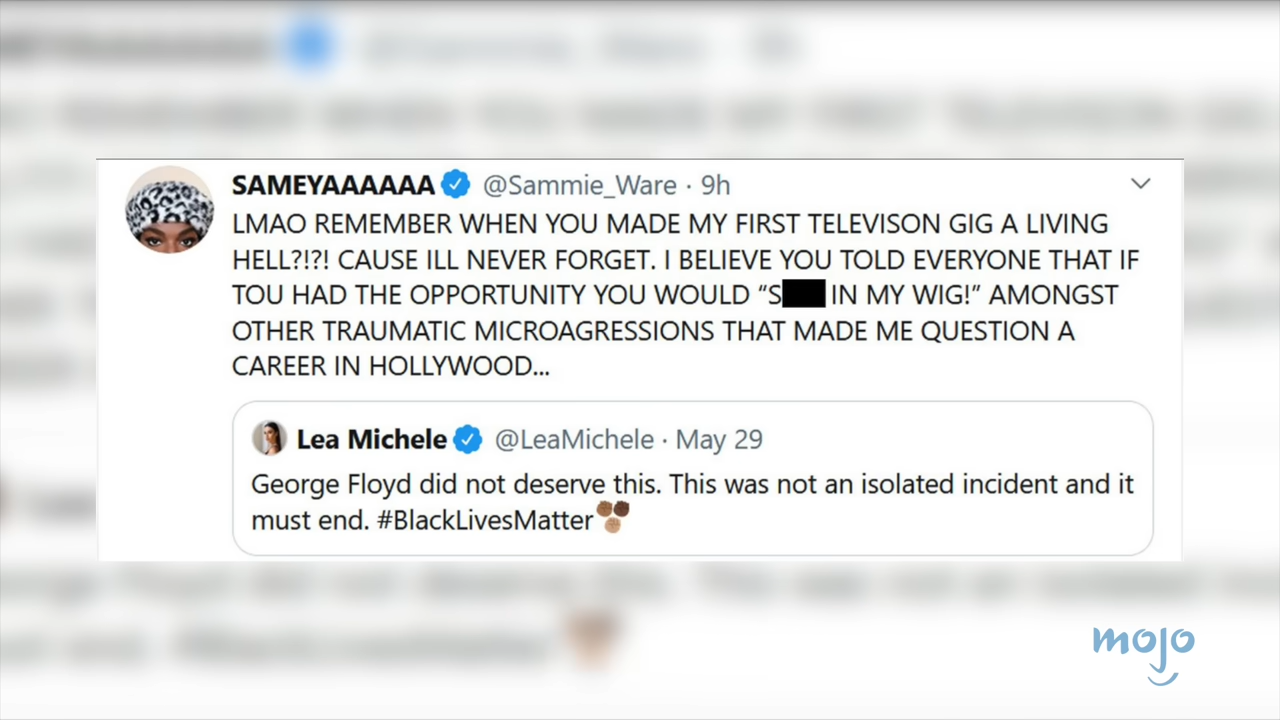 SAMEYAAAAAA @Sammie_Ware · 9h
LMAO REMEMBER WHEN YOU MADE MY FIRST TELEVISON GIG A LIVING
HELL?!?! CAUSE ILL NEVER FORGET. I BELIEVE YOU TOLD EVERYONE THAT IF
TOU HAD THE OPPORTUNITY YOU WOULD “S IN MY WIG!” AMONGST
OTHER TRAUMATIC MICROAGRESSIONS THAT MADE ME QUESTION A
CAREER IN HOLLYWOOD...
Lea Michele @LeaMichele · May 29
George Floyd did not deserve this. This was not an isolated incident and it
must end. #BlackLivesMatter
mojo